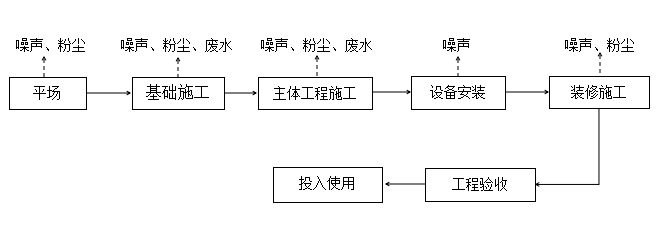 噪声、粉尘
噪声、粉尘、废水
噪声、粉尘、废水
噪声
噪声、粉尘
平场
基础施工
主体工程施工
设备安装
装修施工
投入使用
工程验收